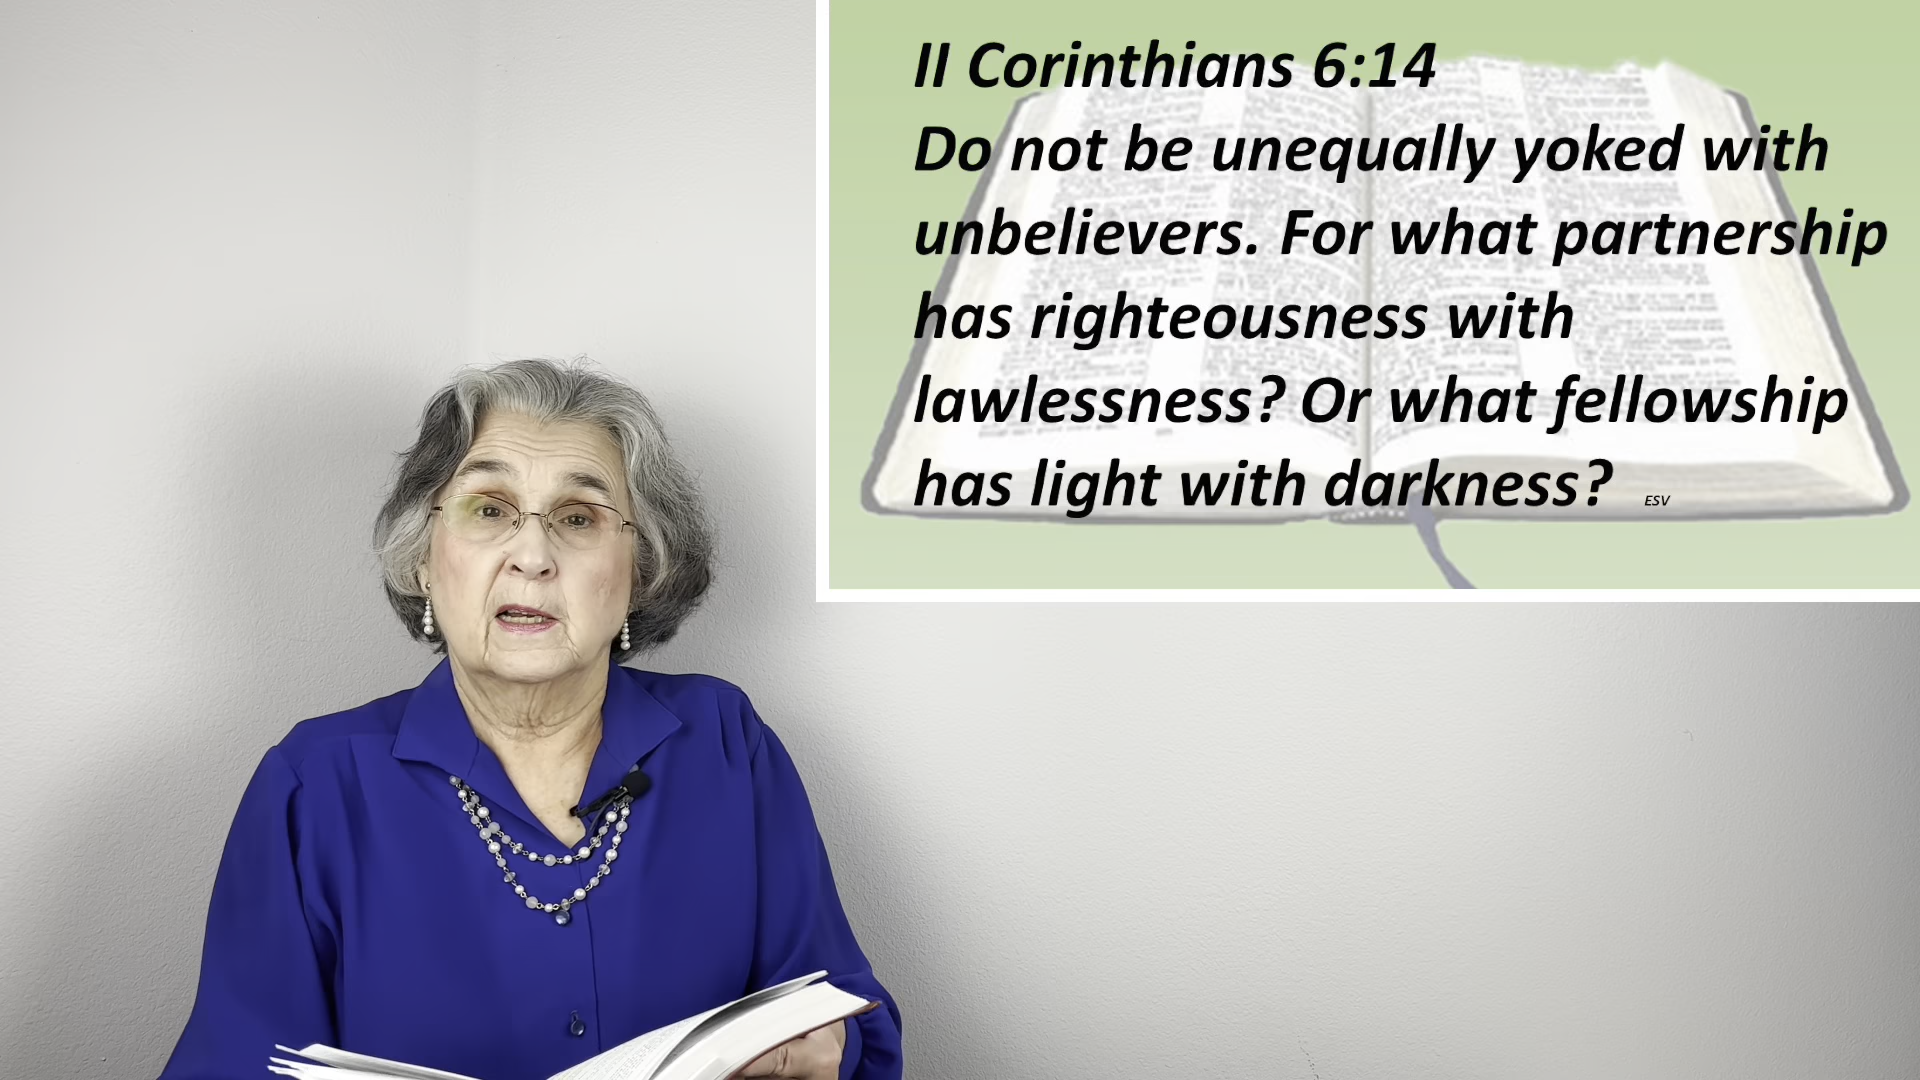 II Corinthians 6:14
Do not be unequally yoked with
unbelievers. For what partnership
has righteousness with
lawlessness? Or what fellowship
has light with darkness? ESV